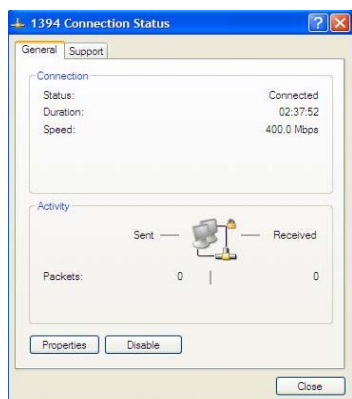 1394 Connection Status
General Support
Connection
Status: Connected
Duration: 02:37:52
Speed: 400.0 Mbps
Activity
Sent Received
Packets: 0 0
Properties Disable
Close